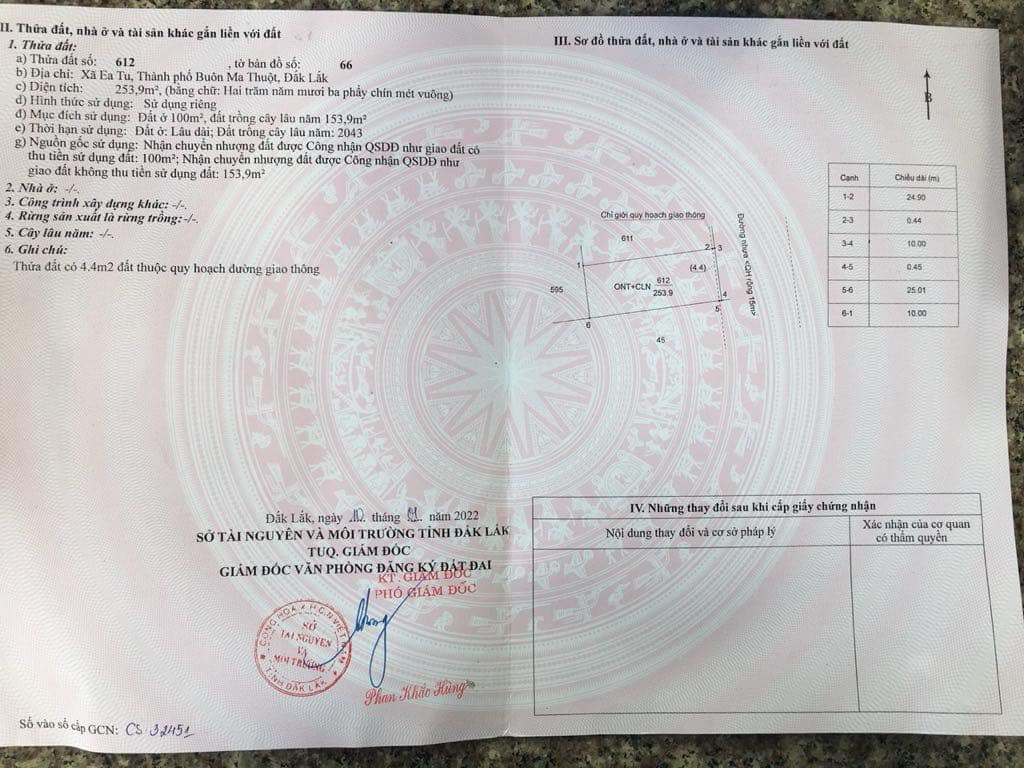 II. Thửa đất, nhà ở và tài sản khác gắn liền với đất
1. Thửa đất:
a) Thửa đất số: 612 , tờ bản đồ số: 66
b) Địa chỉ: Xã Ea Tu, Thành phố Buôn Ma Thuột, Đắk Lắk
c) Diện tích: 253,9m², (bằng chữ: Hai trăm năm mươi ba phẩy chín mét vuông)
d) Hình thức sử dụng: Sử dụng riêng
đ) Mục đích sử dụng: Đất ở 100m², đất trồng cây lâu năm 153,9m²
e) Thời hạn sử dụng: Đất ở: Lâu dài; Đất trồng cây lâu năm: 2043
g) Nguồn gốc sử dụng: Nhận chuyển nhượng đất được Công nhận QSDĐ như giao đất có
thu tiền sử dụng đất: 100m²; Nhận chuyển nhượng đất được Công nhận QSDĐ như
giao đất không thu tiền sử dụng đất: 153,9m²
2. Nhà ở: -/-.
3. Công trình xây dựng khác: -/-.
4. Rừng sản xuất là rừng trồng: -/-.
5. Cây lâu năm: -/-.
6. Ghi chú:
Thửa đất có 4.4m2 đất thuộc quy hoạch đường giao thông
Đắk Lắk, ngày 10 tháng 01 năm 2022
SỞ TÀI NGUYÊN VÀ MÔI TRƯỜNG TỈNH ĐẮK LẮK
TUQ. GIÁM ĐỐC
GIÁM ĐỐC VĂN PHÒNG ĐĂNG KÝ ĐẤT ĐAI
KT. GIÁM ĐỐC
PHÓ GIÁM ĐỐC
CỘNG HÒA X.H.C.N VIỆT NAM
SỞ
TÀI NGUYÊN
VÀ
MÔI TRƯỜNG
TỈNH ĐẮK LẮK
Phan Khắc Hùng
Số vào sổ cấp GCN: CS 32451
III. Sơ đồ thửa đất, nhà ở và tài sản khác gắn liền với đất
B
Cạnh Chiều dài (m)
1-2 24.90
2-3 0.44
3-4 10.00
4-5 0.45
5-6 25.01
6-1 10.00
Chỉ giới quy hoạch giao thông
611
2 3
1
(4.4)
595
ONT+CLN 612
253.9
4
5
6
45
Đường nhựa <QH rộng 15m>
IV. Những thay đổi sau khi cấp giấy chứng nhận
Nội dung thay đổi và cơ sở pháp lý
Xác nhận của cơ quan
có thẩm quyền